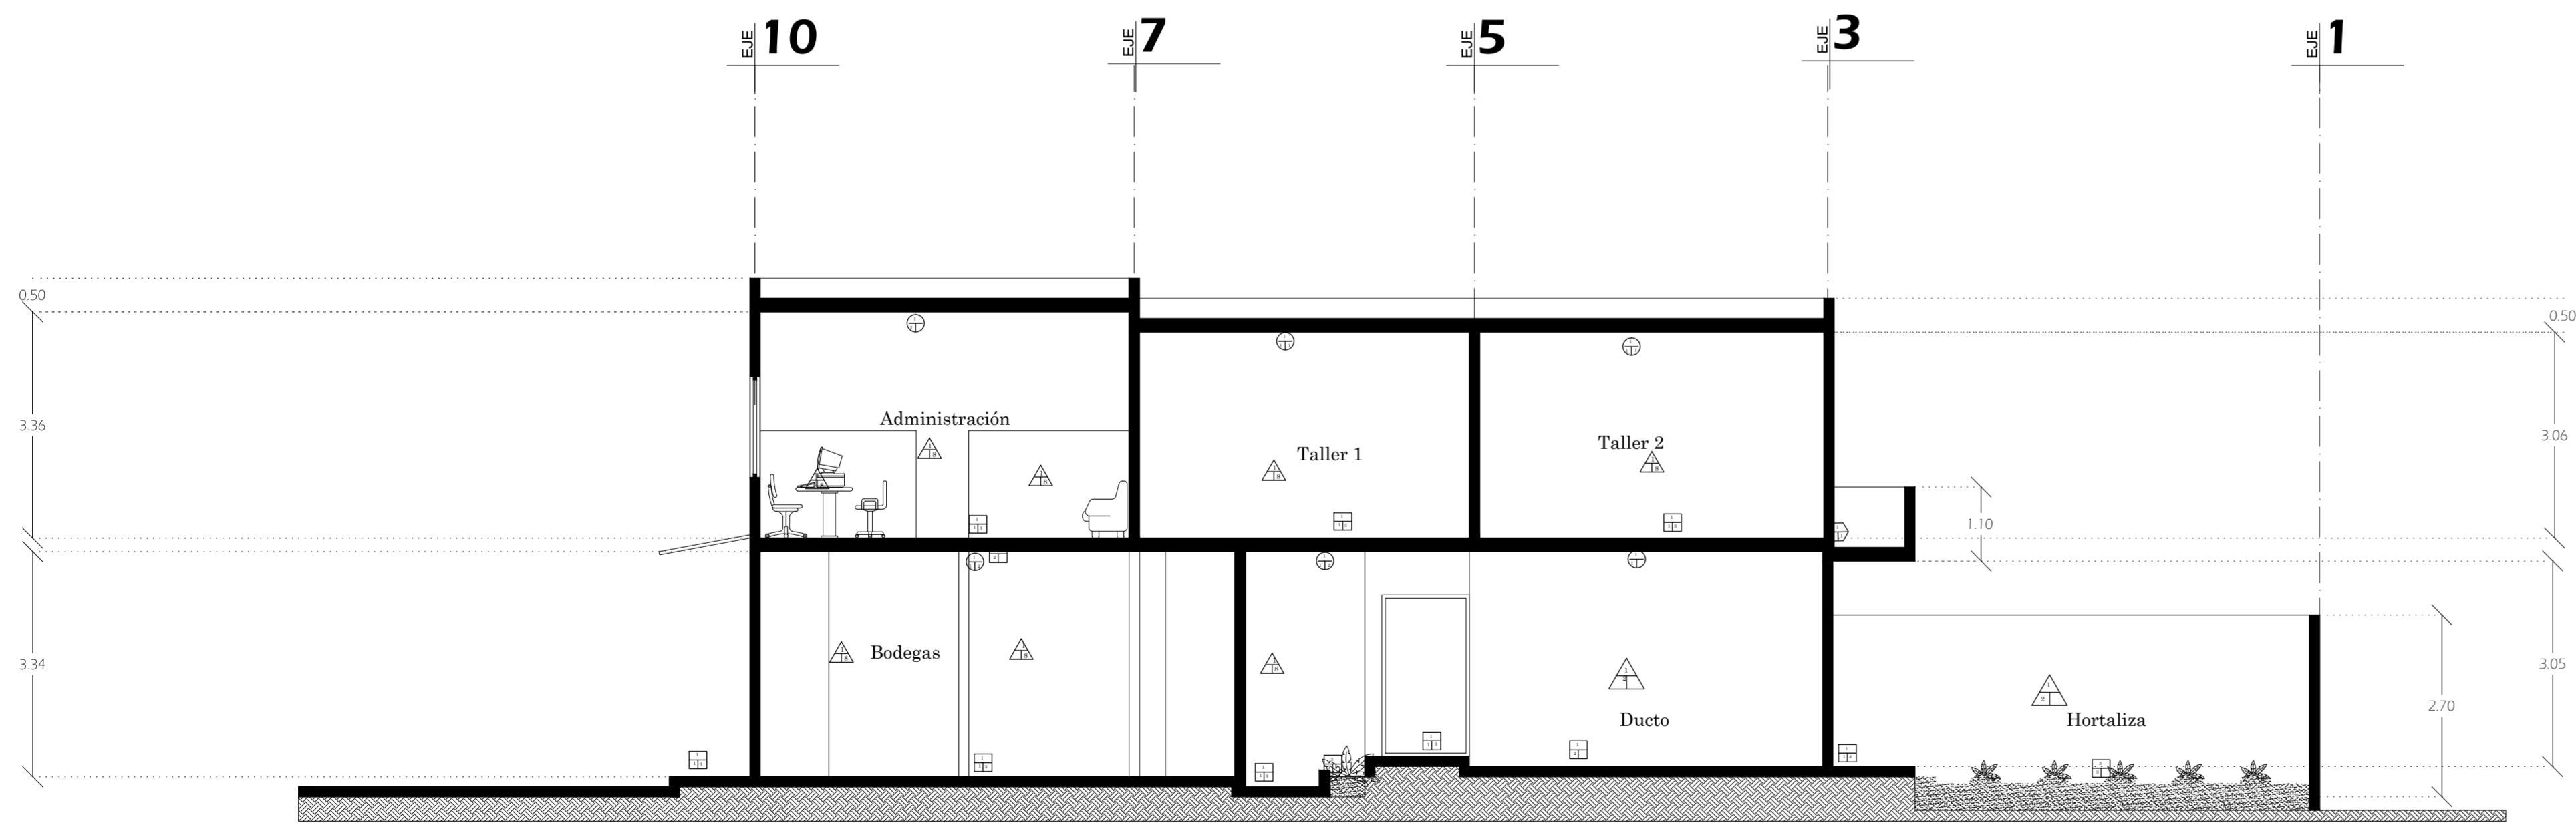 EJE 10
EJE 7
EJE 5
EJE 3
EJE 1
0.50
0.50
3.36
Administración
Taller 1
Taller 2
3.06
1.10
3.34
Bodegas
Ducto
Hortaliza
3.05
2.70